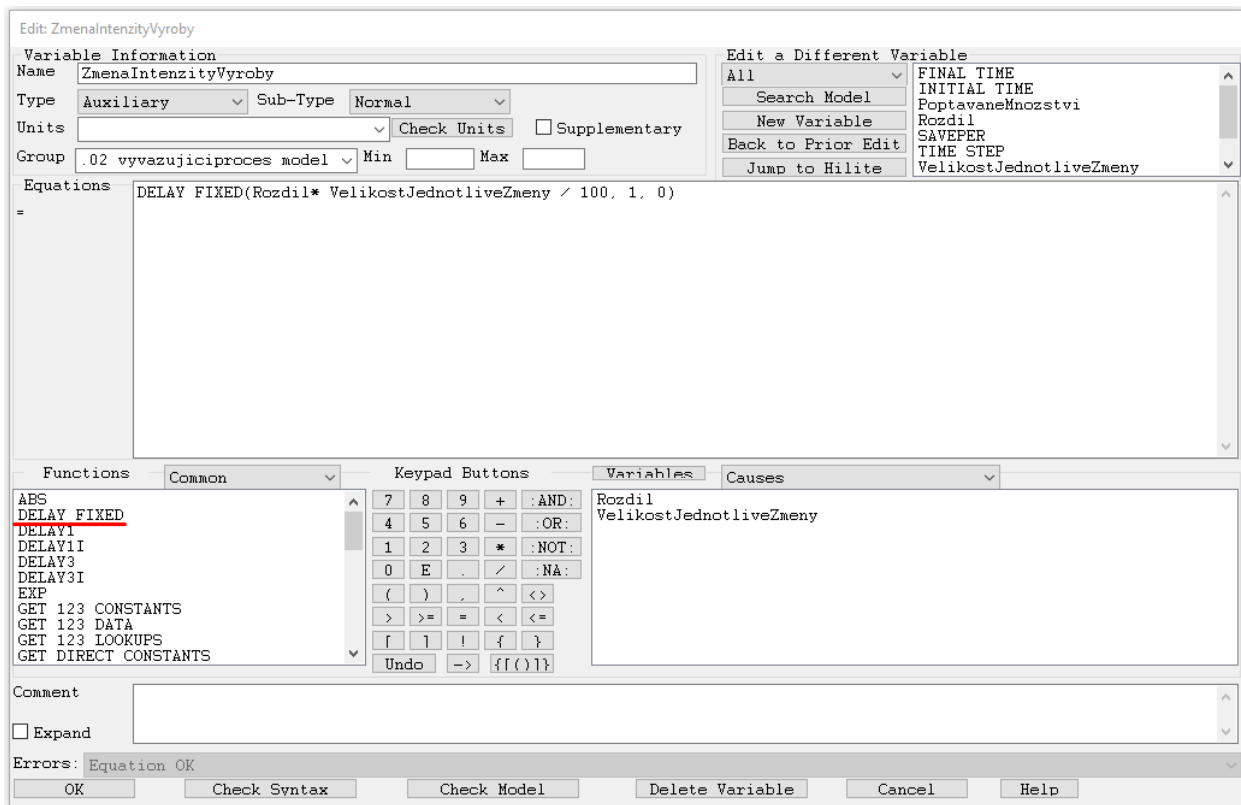 Edit: ZmenaIntenzityVyroby
Variable Information
Name ZmenaIntenzityVyroby
Type Auxiliary Sub-Type Normal
Units Check Units Supplementary
Group .02 vyvazujiciproces model Min Max
Edit a Different Variable
All
Search Model
New Variable
Back to Prior Edit
Jump to Hilite
FINAL TIME
INITIAL TIME
PoptavaneMnozstvi
Rozdil
SAVEPER
TIME STEP
VelikostJednotliveZmeny
Equations
=
DELAY FIXED(Rozdil* VelikostJednotliveZmeny / 100, 1, 0)
Functions Common
ABS
DELAY FIXED
DELAY1
DELAY1I
DELAY3
DELAY3I
EXP
GET 123 CONSTANTS
GET 123 DATA
GET 123 LOOKUPS
GET DIRECT CONSTANTS
Keypad Buttons
7 8 9 + :AND:
4 5 6 - :OR:
1 2 3 * :NOT:
0 E . / :NA:
( ) , ^ <>
> >= = < <=
[ ] ! { }
Undo -> {[()]}
Variables Causes
Rozdil
VelikostJednotliveZmeny
Comment
Expand
Errors: Equation OK
OK Check Syntax Check Model Delete Variable Cancel Help